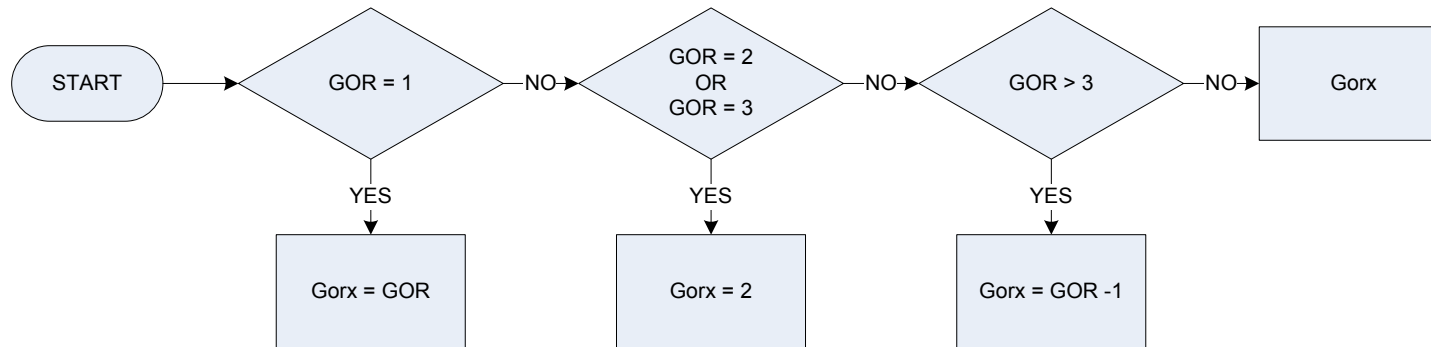 START
GOR = 1
NO
GOR = 2
OR
GOR = 3
NO
GOR > 3
NO
Gorx
YES
YES
YES
Gorx = GOR
Gorx = 2
Gorx = GOR -1